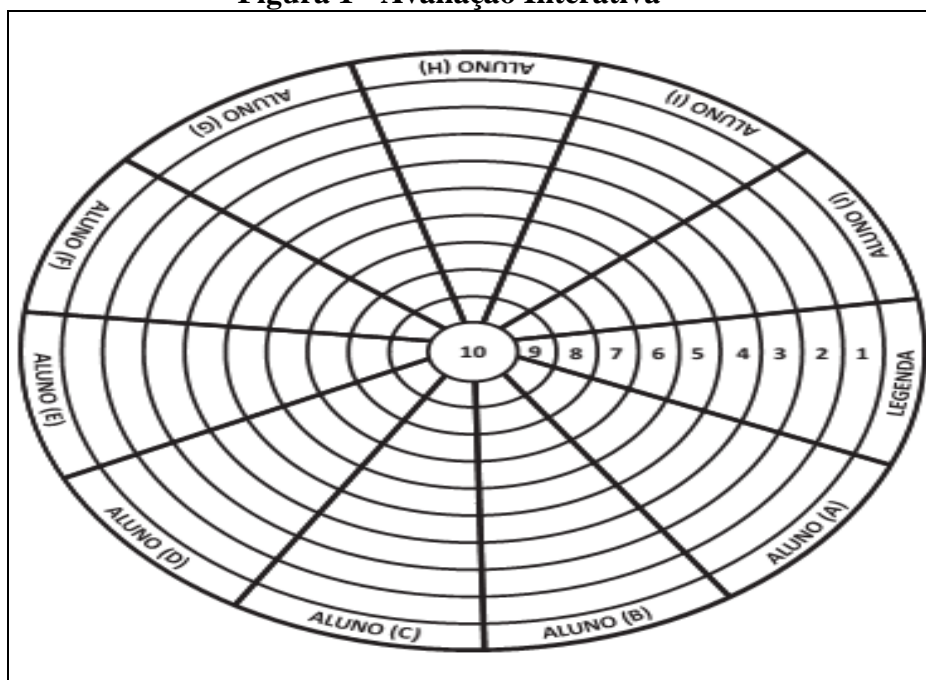 Figura 1 - Avaliação Interativa
ALUNO (H)
ALUNO (I)
ALUNO (J)
LEGENDA
ALUNO (A)
ALUNO (B)
ALUNO (C)
ALUNO (D)
ALUNO (E)
ALUNO (F)
ALUNO (G)
10 9 8 7 6 5 4 3 2 1